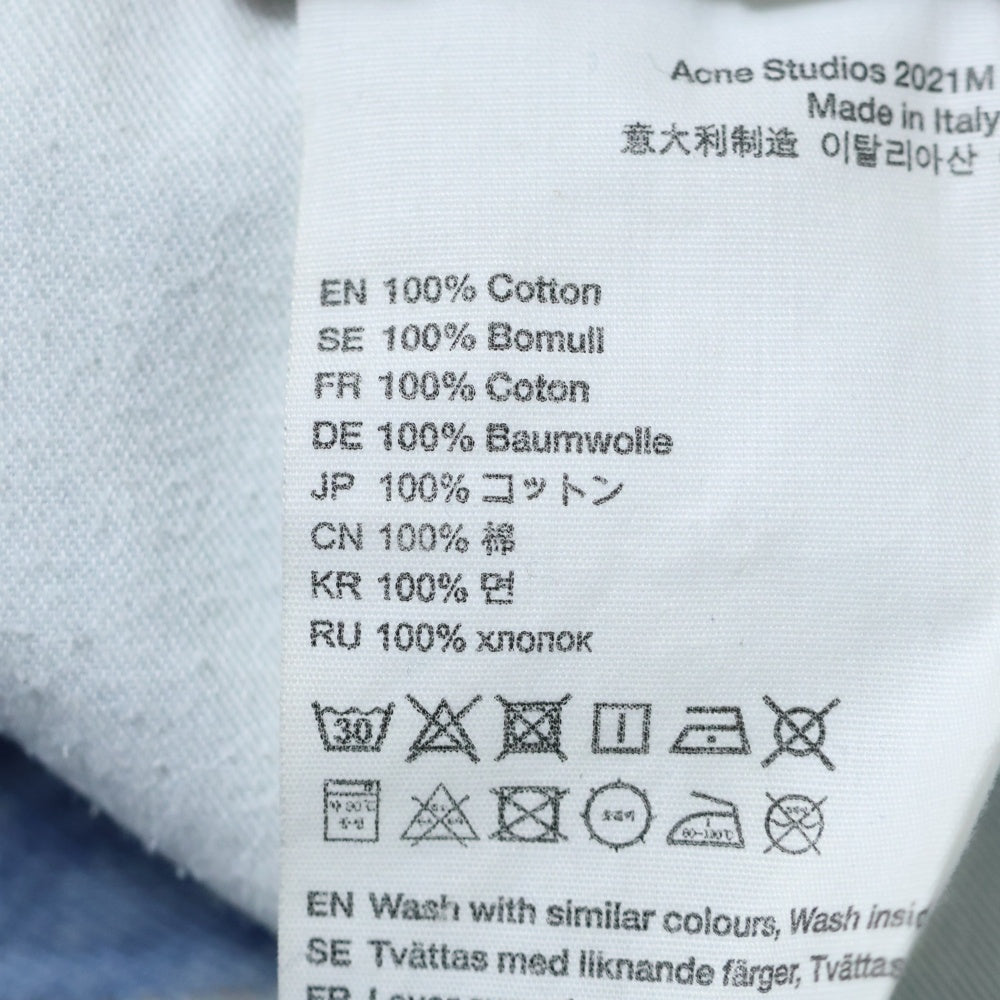 Acne Studios 2021M
Made in Italy
意大利制造 이탈리아산
EN 100% Cotton
SE 100% Bomull
FR 100% Coton
DE 100% Baumwolle
JP 100% コットン
CN 100% 棉
KR 100% 면
RU 100% хлопок
30
EN Wash with similar colours, Wash
SE Tvättas med liknande färger, Tvättas
FR Laver